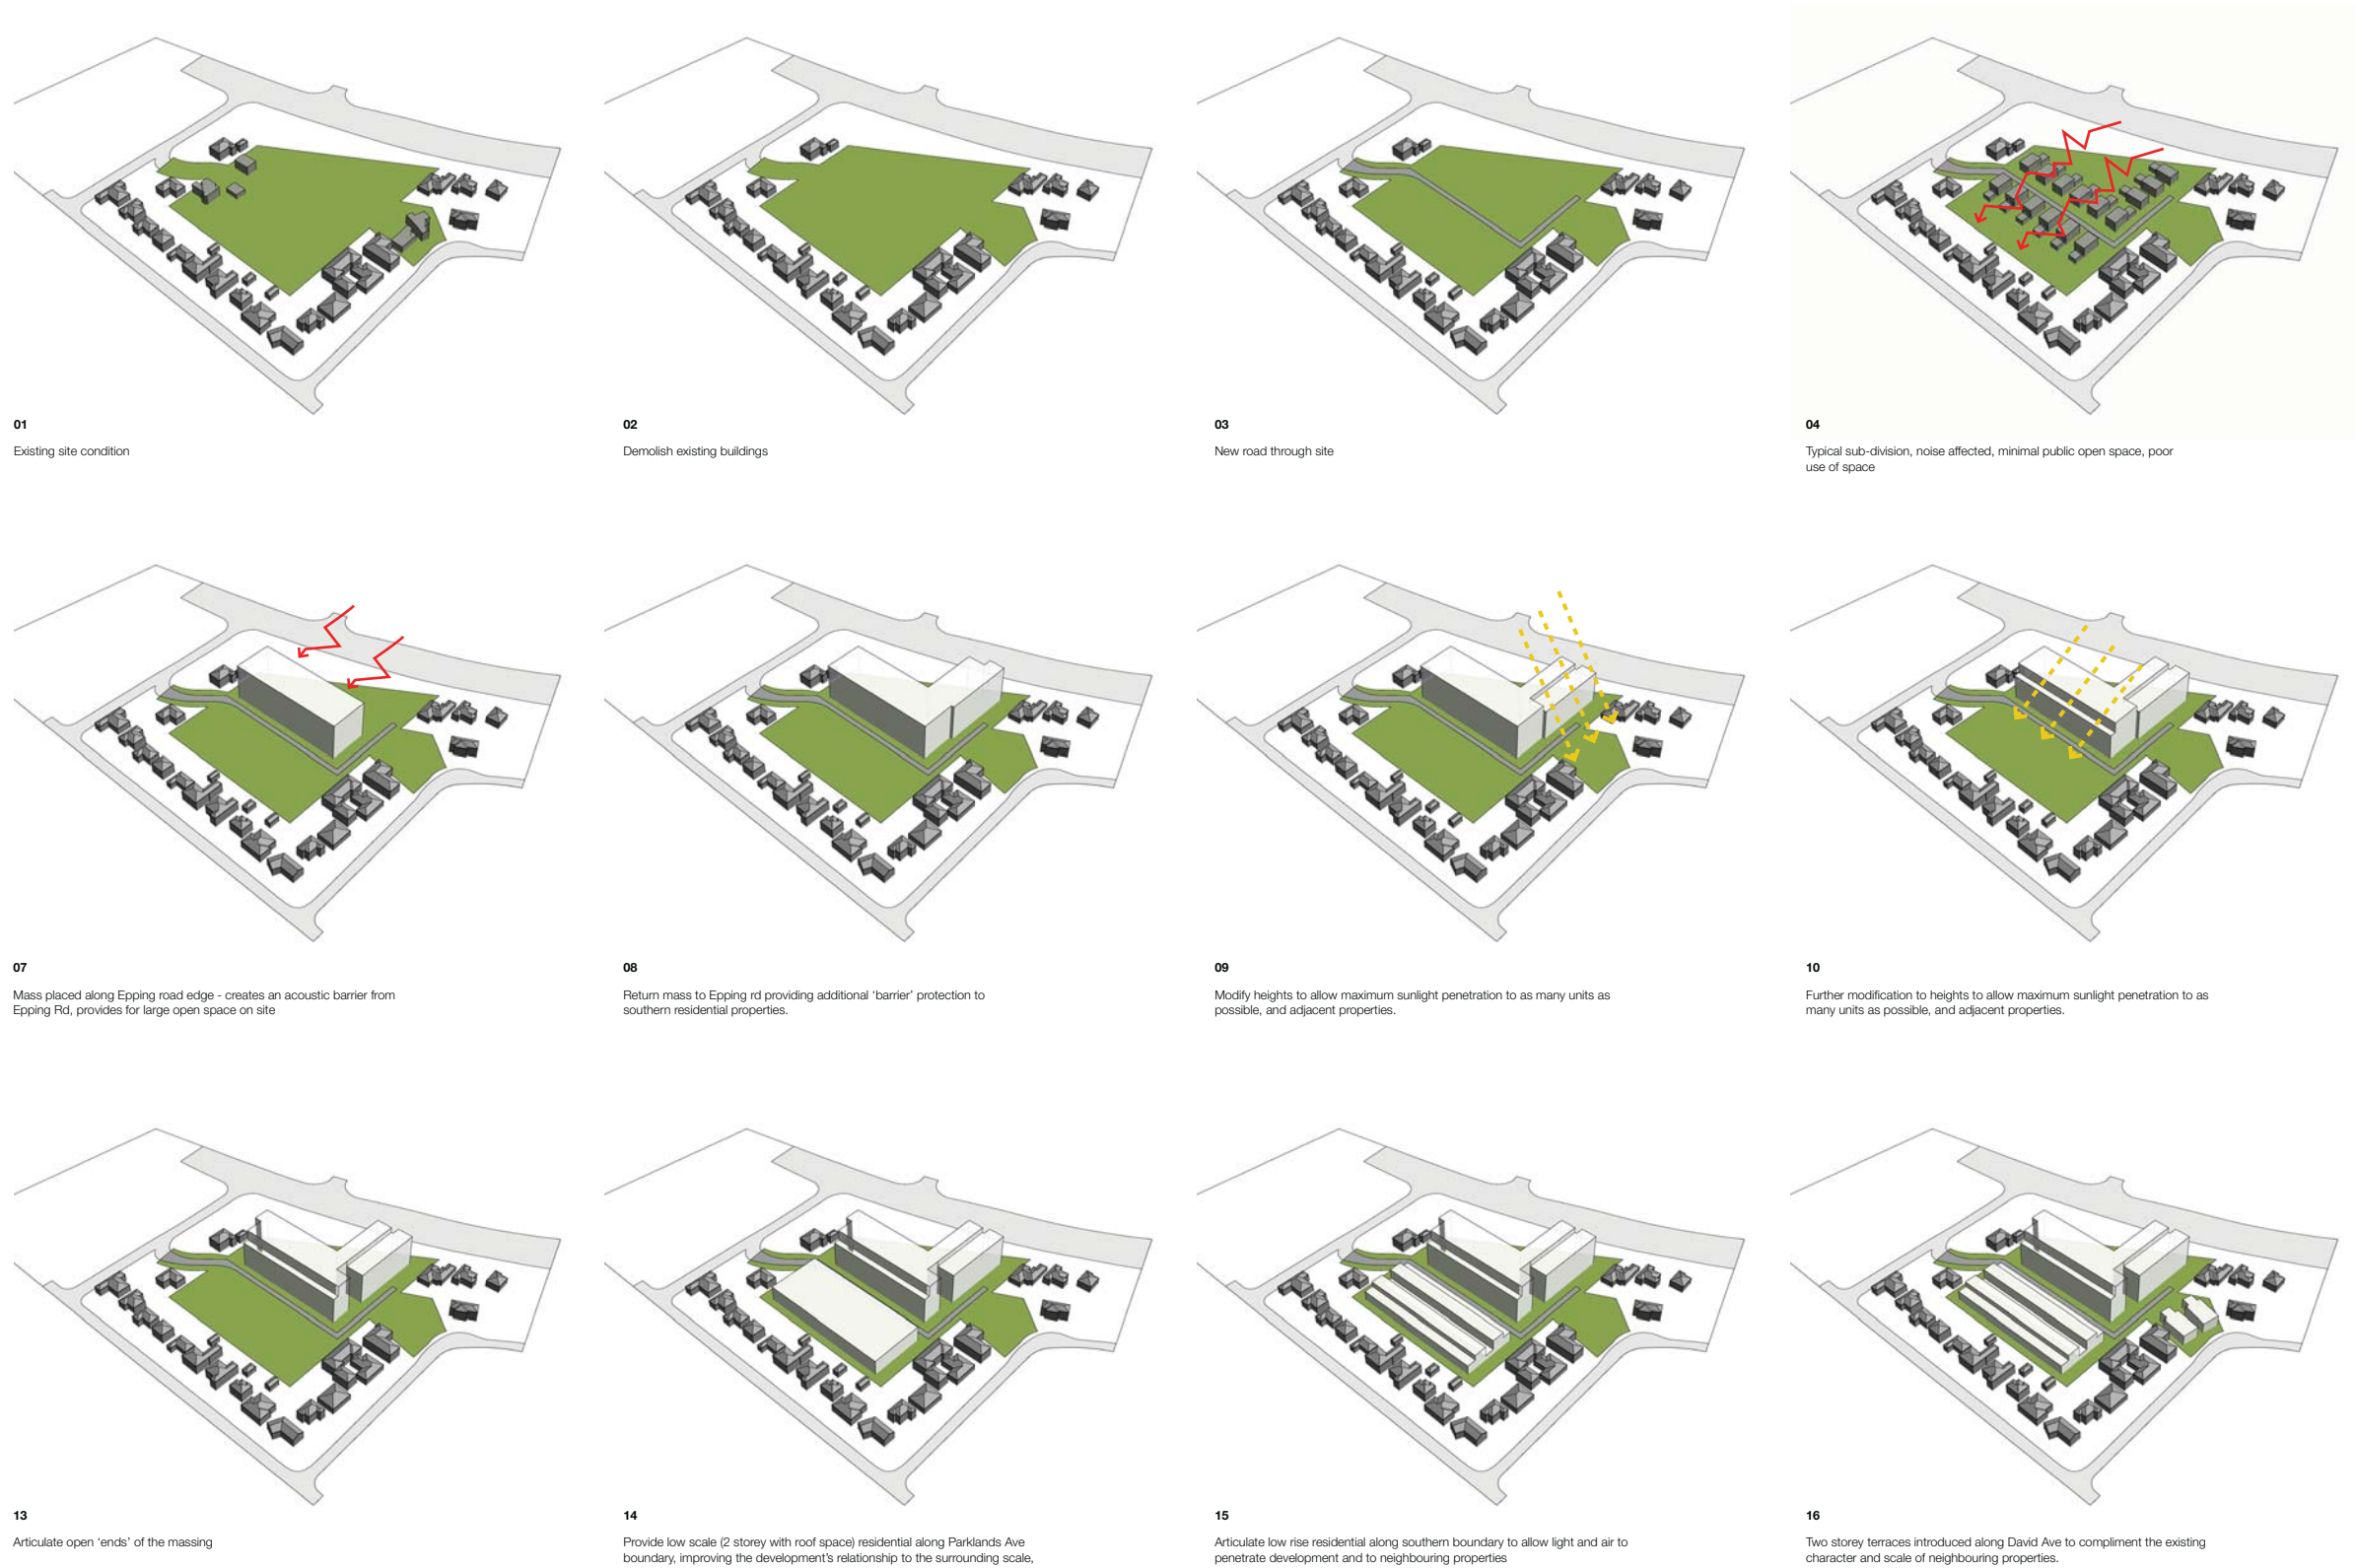 01
Existing site condition
02
Demolish existing buildings
03
New road through site
04
Typical sub-division, noise affected, minimal public open space, poor
use of space
07
Mass placed along Epping road edge - creates an acoustic barrier from
Epping Rd, provides for large open space on site
08
Return mass to Epping rd providing additional ‘barrier’ protection to
southern residential properties.
09
Modify heights to allow maximum sunlight penetration to as many units as
possible, and adjacent properties.
10
Further modification to heights to allow maximum sunlight penetration to as
many units as possible, and adjacent properties.
13
Articulate open ‘ends’ of the massing
14
Provide low scale (2 storey with roof space) residential along Parklands Ave
boundary, improving the development’s relationship to the surrounding scale,
15
Articulate low rise residential along southern boundary to allow light and air to
penetrate development and to neighbouring properties
16
Two storey terraces introduced along David Ave to compliment the existing
character and scale of neighbouring properties.